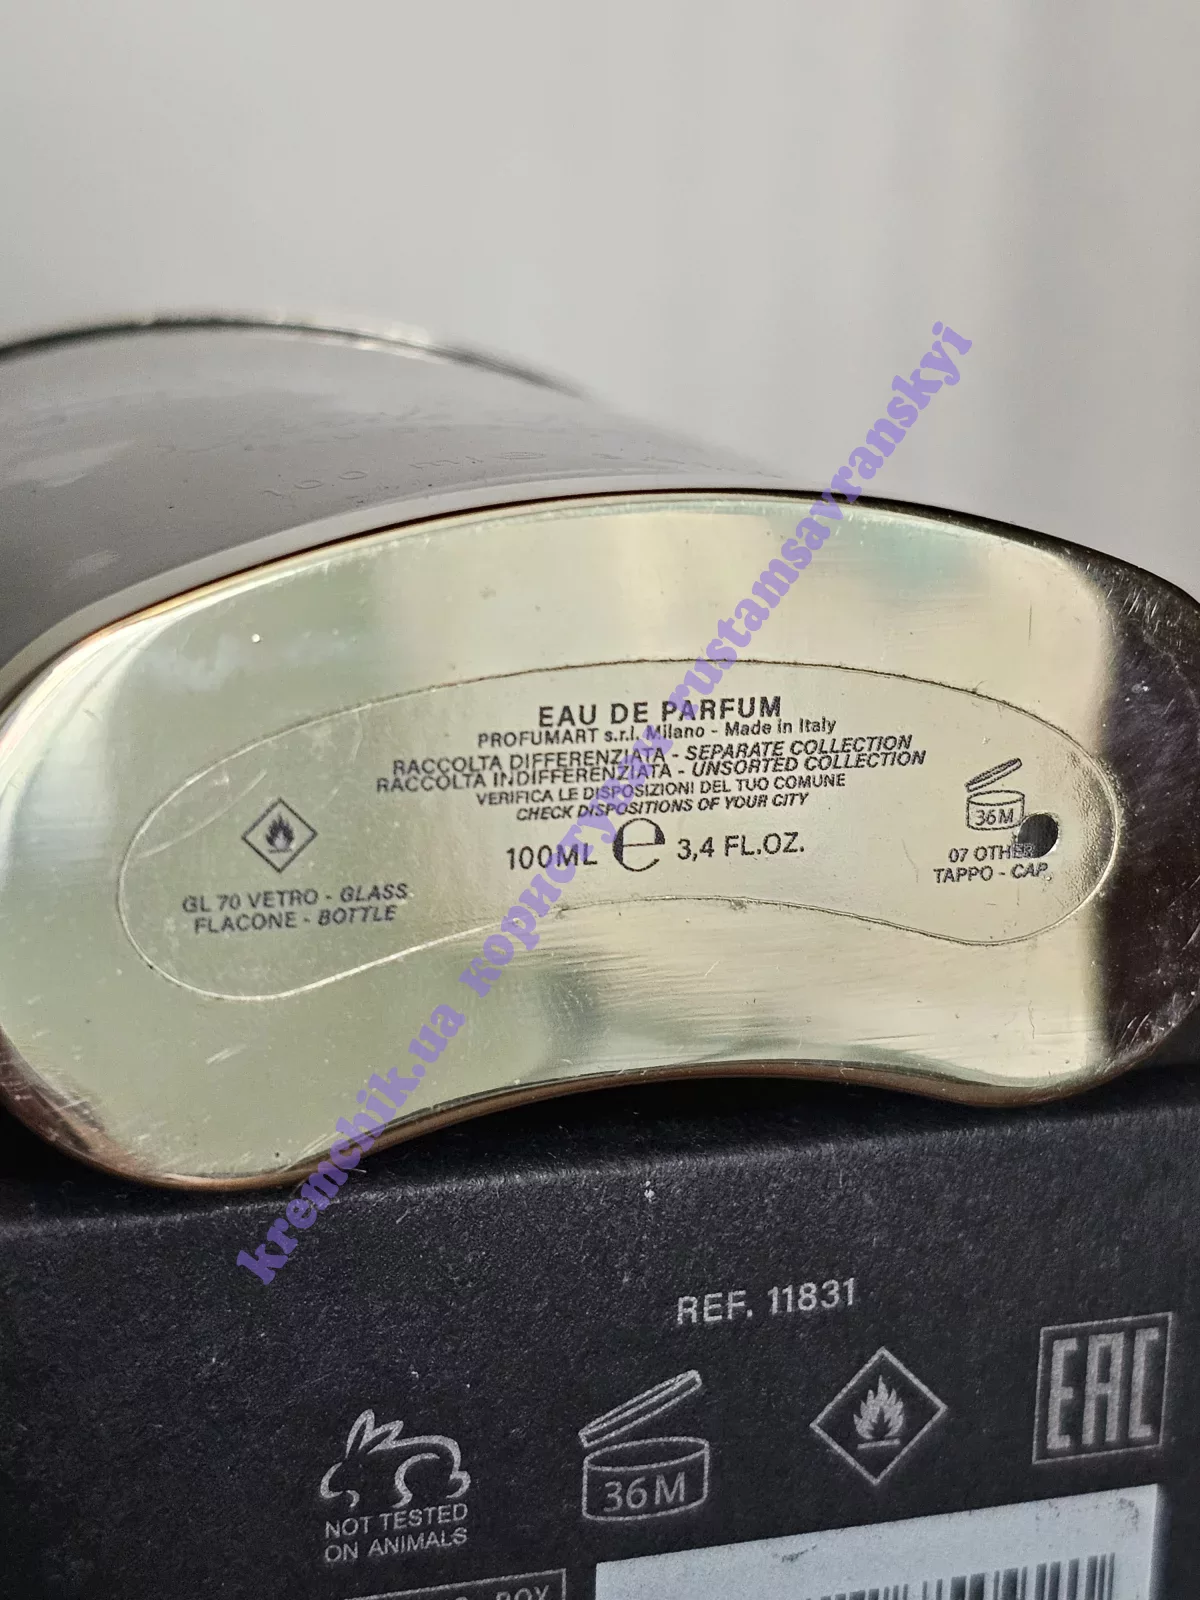 EAU DE PARFUM
PROFUMART s.r.l. Milano - Made in Italy
RACCOLTA DIFFERENZIATA - SEPARATE COLLECTION
RACCOLTA INDIFFERENZIATA - UNSORTED COLLECTION
VERIFICA LE DISPOSIZIONI DEL TUO COMUNE
CHECK DISPOSITIONS OF YOUR CITY
100ML e 3,4 FL.OZ.
GL 70 VETRO - GLASS
FLACONE - BOTTLE
36M
07 OTHER
TAPPO - CAP
kremchik.ua користувач rustamsavranskyi
REF. 11831
NOT TESTED
ON ANIMALS
36M
EAC
BOX